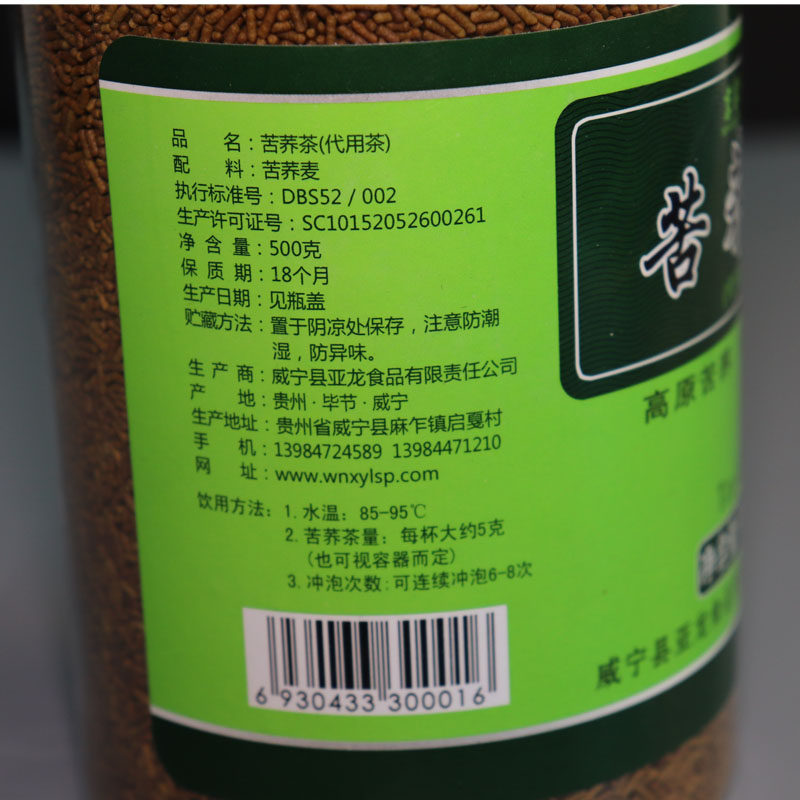 品 名：苦荞茶(代用茶)
配 料：苦荞麦
执行标准号：DBS52 / 002
生产许可证号：SC10152052600261
净 含 量：500克
保 质 期：18个月
生产日期：见瓶盖
贮藏方法：置于阴凉处保存，注意防潮
湿，防异味。
生 产 商：威宁县亚龙食品有限责任公司
产 地：贵州·毕节·威宁
生产地址：贵州省威宁县麻乍镇启戛村
手 机：13984724589 13984471210
网 址：www.wnxylsp.com
饮用方法：1.水温：85-95℃
2.苦荞茶量：每杯大约5克
(也可视容器而定)
3.冲泡次数：可连续冲泡6-8次
6 930433 300016
苦
高原苦荞
威宁县亚龙食